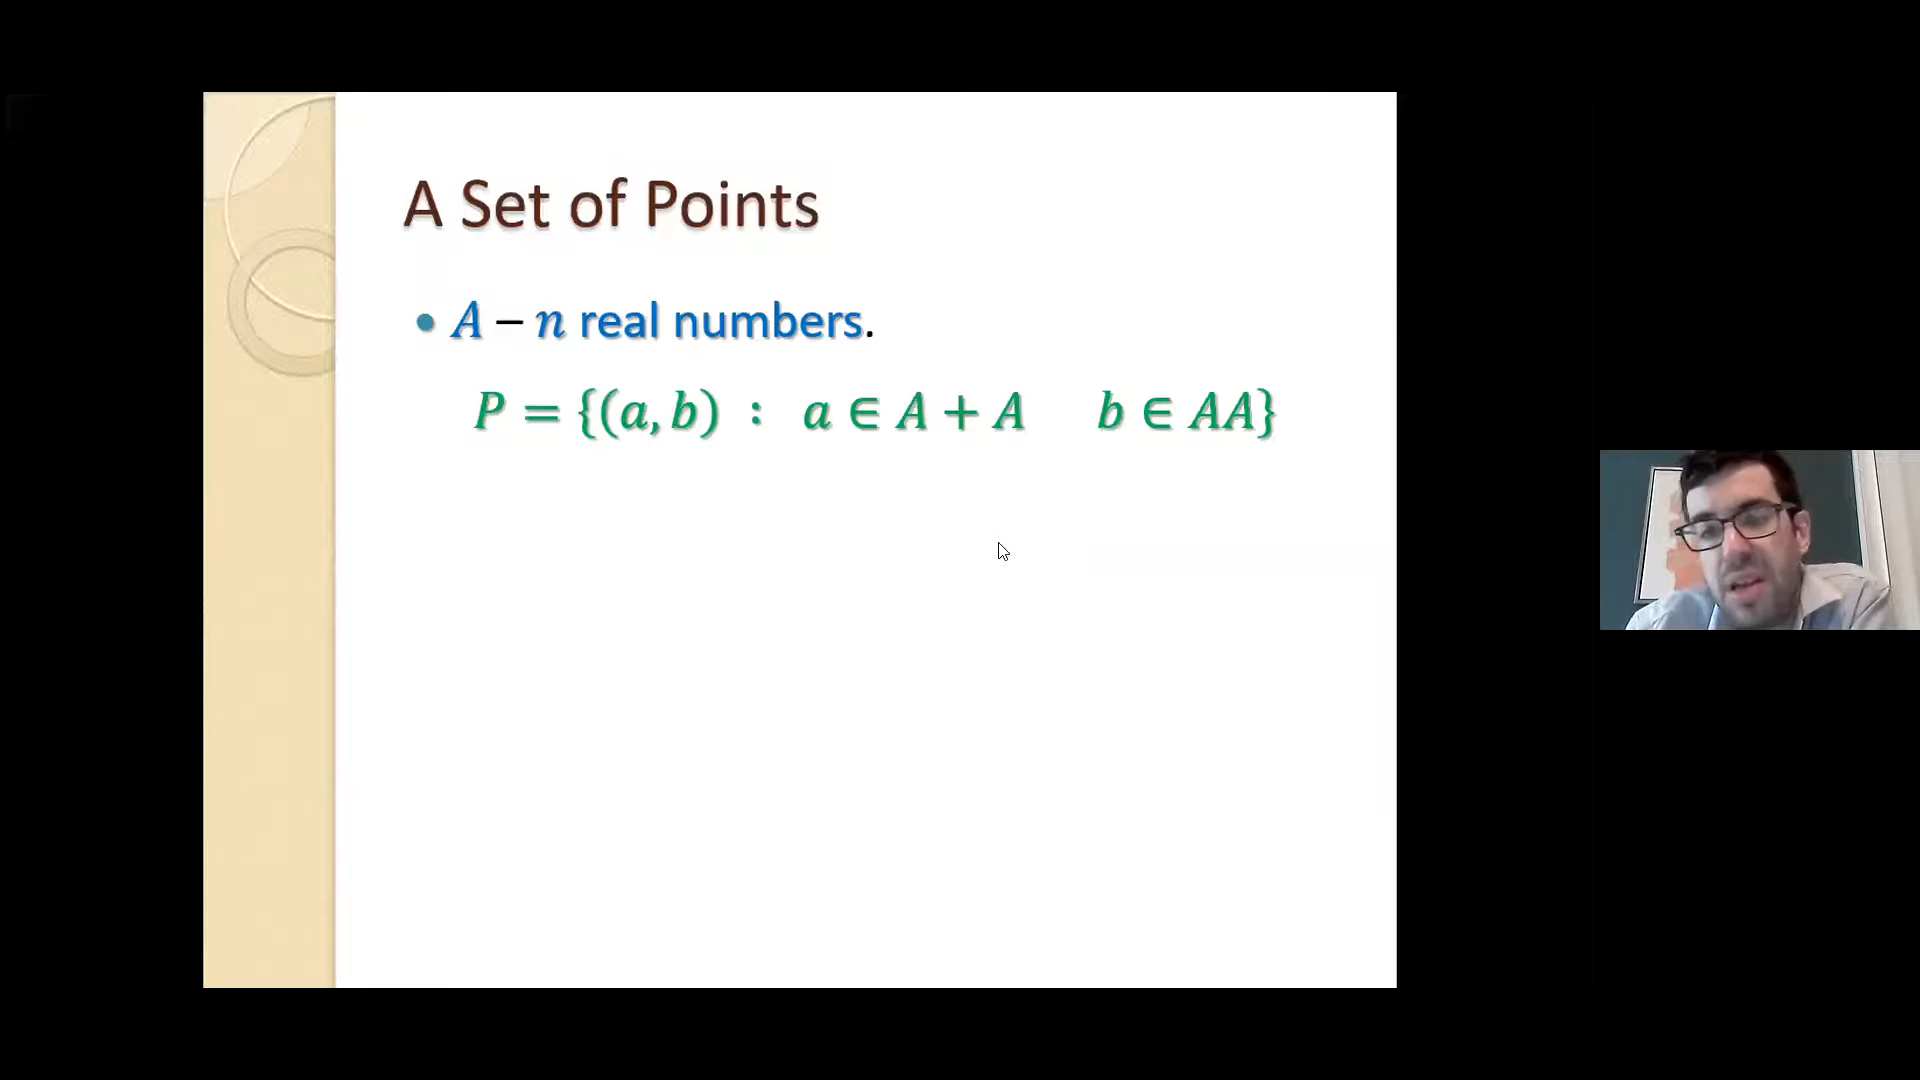 A Set of Points
• A – n real numbers.
P = {(a, b) : a ∈ A + A b ∈ AA}